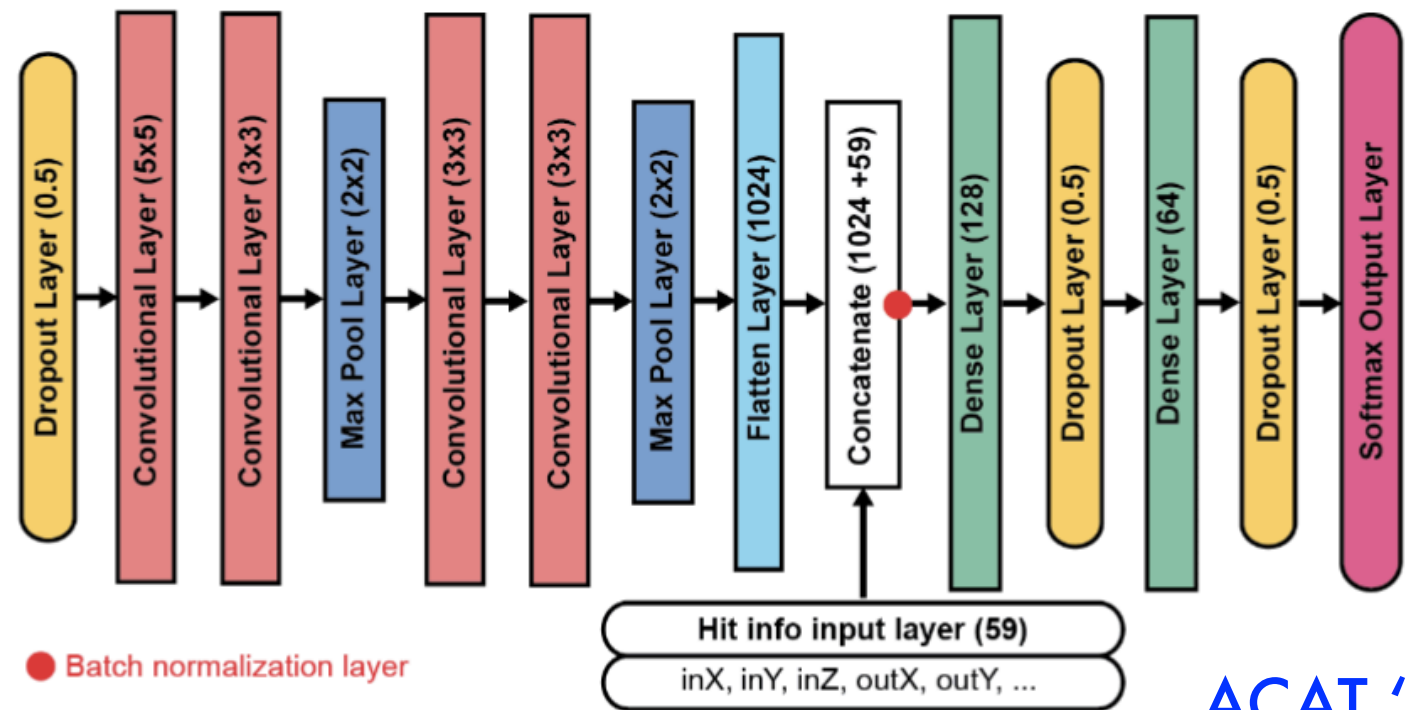 Dropout Layer (0.5)
Convolutional Layer (5x5)
Convolutional Layer (3x3)
Max Pool Layer (2x2)
Convolutional Layer (3x3)
Convolutional Layer (3x3)
Max Pool Layer (2x2)
Flatten Layer (1024)
Concatenate (1024 +59)
Dense Layer (128)
Dropout Layer (0.5)
Dense Layer (64)
Dropout Layer (0.5)
Softmax Output Layer
Hit info input layer (59)
inX, inY, inZ, outX, outY, ...
Batch normalization layer
ACAT '